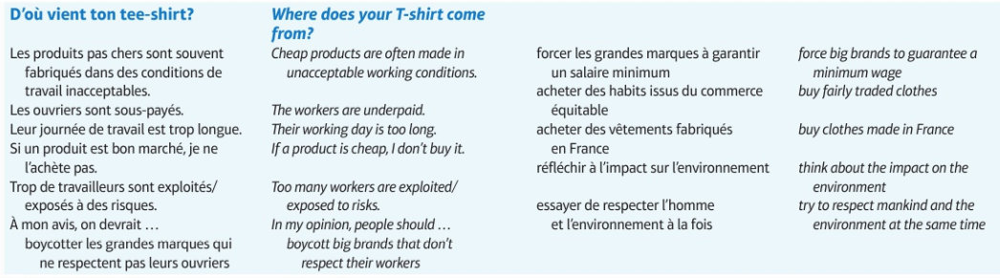 D'où vient ton tee-shirt?
Where does your T-shirt come
from?
Les produits pas chers sont souvent
fabriqués dans des conditions de
travail inacceptables.
Cheap products are often made in
unacceptable working conditions.
Les ouvriers sont sous-payés.
The workers are underpaid.
Leur journée de travail est trop longue.
Their working day is too long.
Si un produit est bon marché, je ne
l'achète pas.
If a product is cheap, I don't buy it.
Trop de travailleurs sont exploités/
exposés à des risques.
Too many workers are exploited/
exposed to risks.
À mon avis, on devrait …
In my opinion, people should …
boycotter les grandes marques qui
ne respectent pas leurs ouvriers
boycott big brands that don't
respect their workers
forcer les grandes marques à garantir
un salaire minimum
force big brands to guarantee a
minimum wage
acheter des habits issus du commerce
équitable
buy fairly traded clothes
acheter des vêtements fabriqués
en France
buy clothes made in France
réfléchir à l'impact sur l'environnement
think about the impact on the
environment
essayer de respecter l'homme
et l'environnement à la fois
try to respect mankind and the
environment at the same time